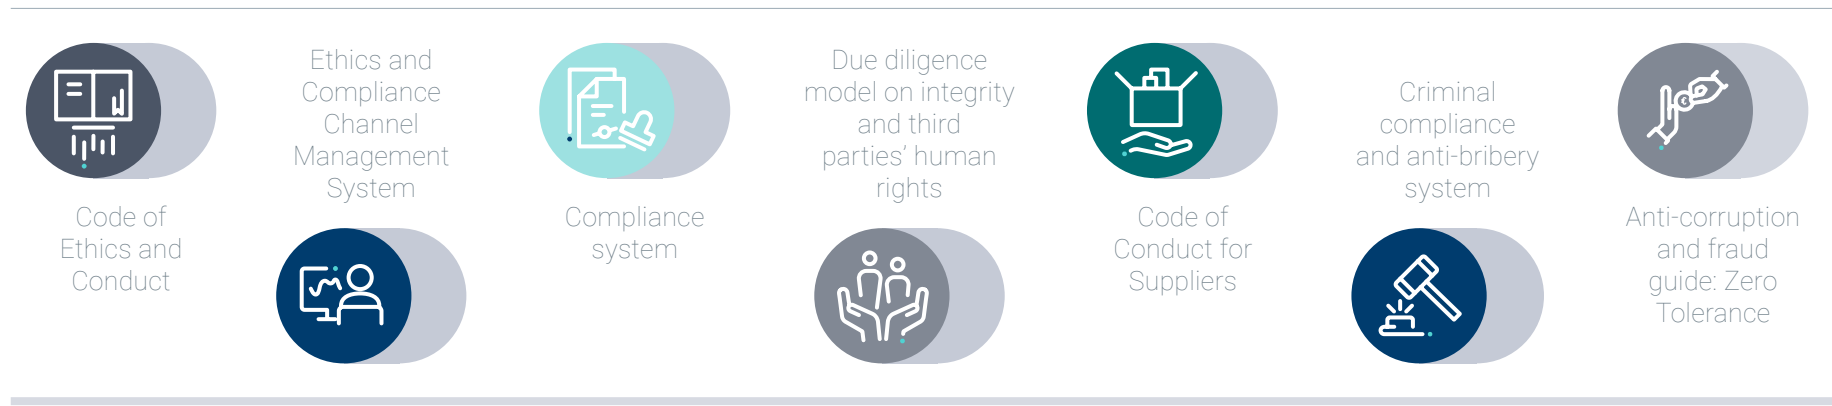 Code of
Ethics and
Conduct
Ethics and
Compliance
Channel
Management
System
Compliance
system
Due diligence
model on integrity
and third
parties’ human
rights
Code of
Conduct for
Suppliers
Criminal
compliance
and anti-bribery
system
Anti-corruption
and fraud
guide: Zero
Tolerance